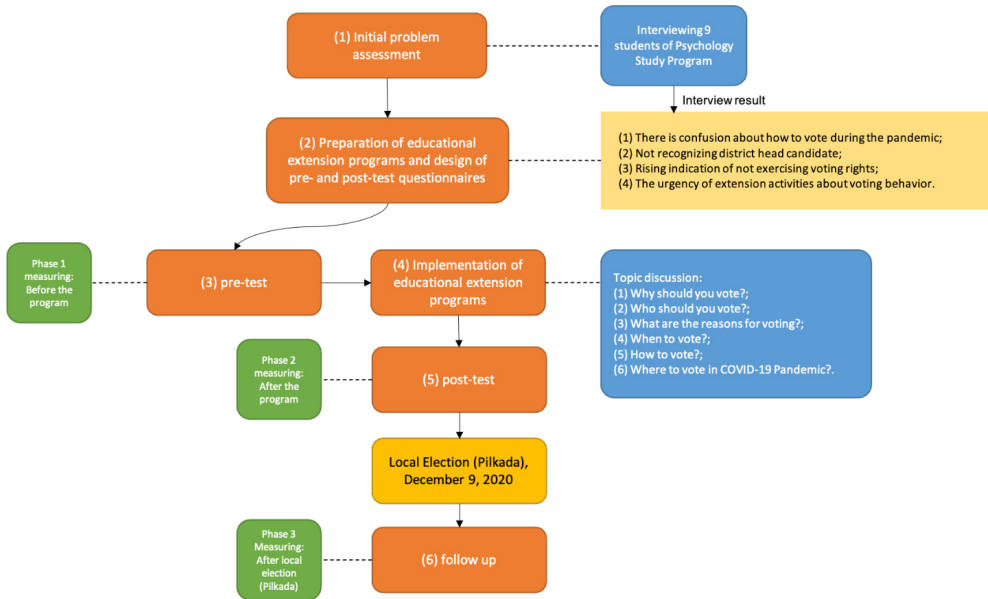 (1) Initial problem
assessment
Interviewing 9
students of Psychology
Study Program
Interview result
(2) Preparation of educational
extension programs and design of
pre- and post-test questionnaires
(1) There is confusion about how to vote during the pandemic;
(2) Not recognizing district head candidate;
(3) Rising indication of not exercising voting rights;
(4) The urgency of extension activities about voting behavior.
Phase 1
measuring:
Before the
program
(3) pre-test
(4) Implementation of
educational extension
programs
Topic discussion:
(1) Why should you vote?;
(2) Who should you vote?;
(3) What are the reasons for voting?;
(4) When to vote?;
(5) How to vote?;
(6) Where to vote in COVID-19 Pandemic?.
Phase 2
measuring:
After the
program
(5) post-test
Local Election (Pilkada),
December 9, 2020
Phase 3
Measuring:
After local
election
(Pilkada)
(6) follow up